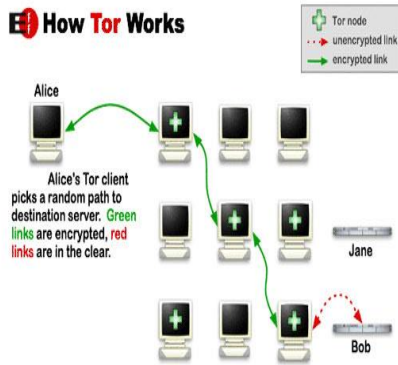 EFF How Tor Works
Tor node
unencrypted link
encrypted link
Alice
Alice's Tor client
picks a random path to
destination server. Green
links are encrypted, red
links are in the clear.
Jane
Bob